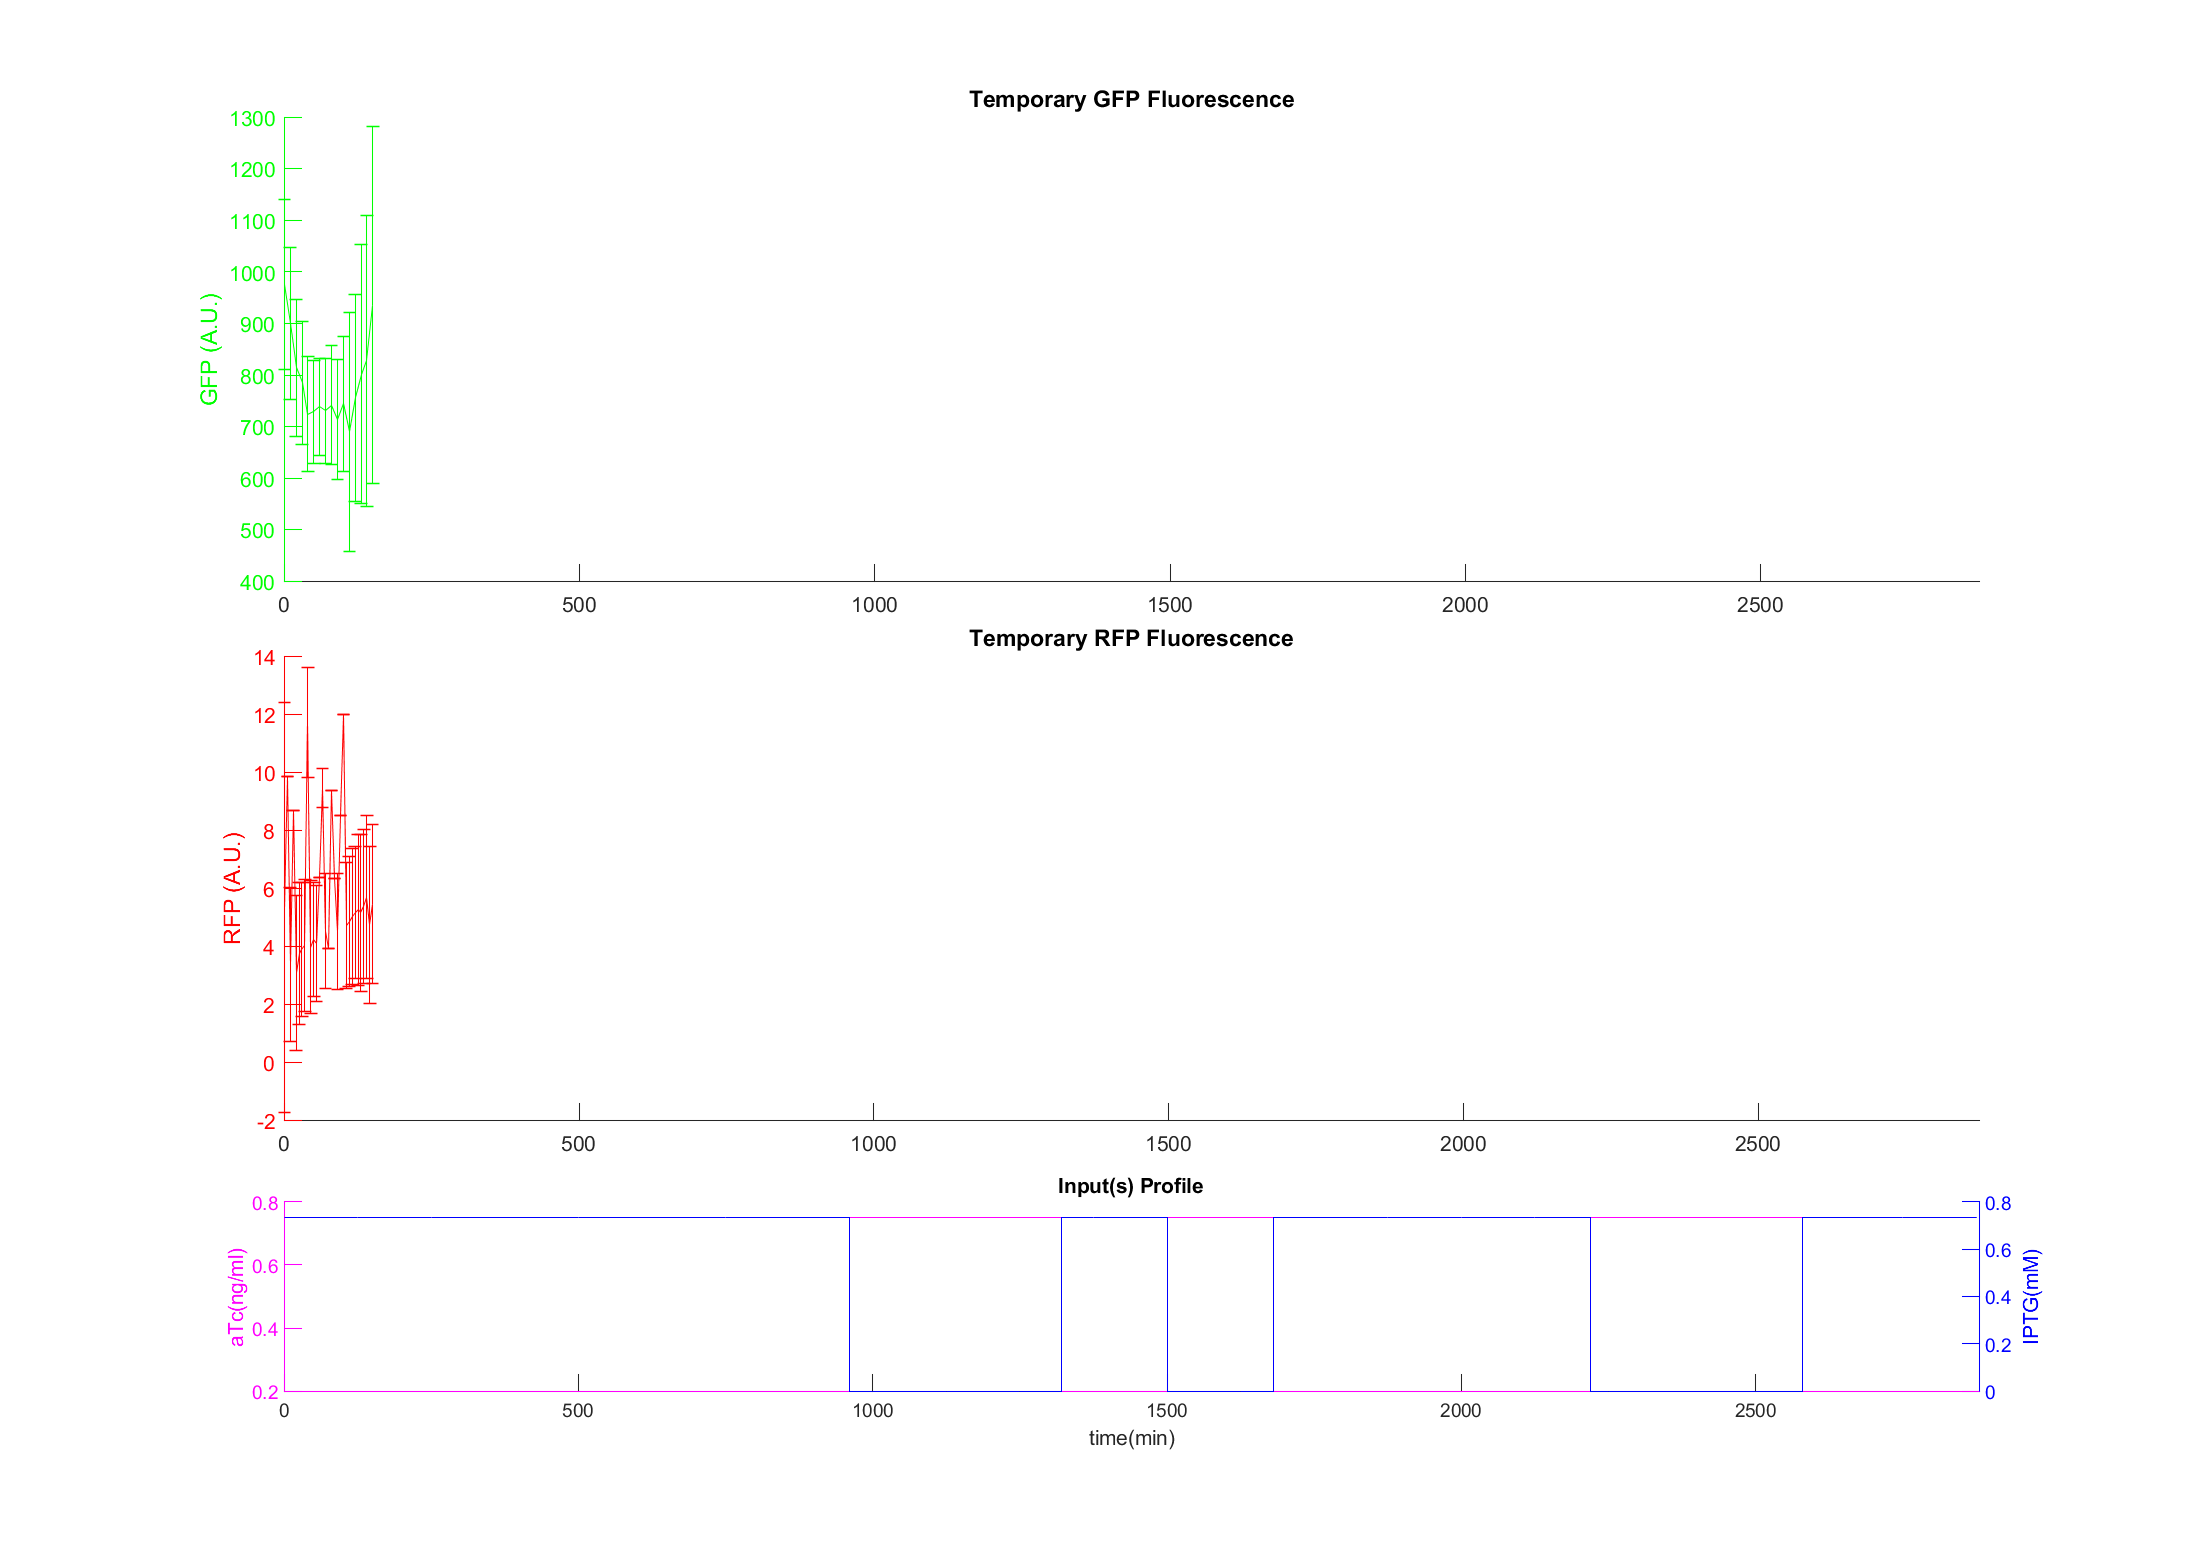 Temporary GFP Fluorescence
1300
1200
1100
1000
900
800
700
600
500
400
GFP (A.U.)
0 500 1000 1500 2000 2500
Temporary RFP Fluorescence
14
12
10
8
6
4
2
0
-2
RFP (A.U.)
0 500 1000 1500 2000 2500
Input(s) Profile
0.8
0.6
0.4
0.2
aTc(ng/ml)
0.8
0.6
0.4
0.2
0
IPTG(mM)
0 500 1000 1500 2000 2500
time(min)